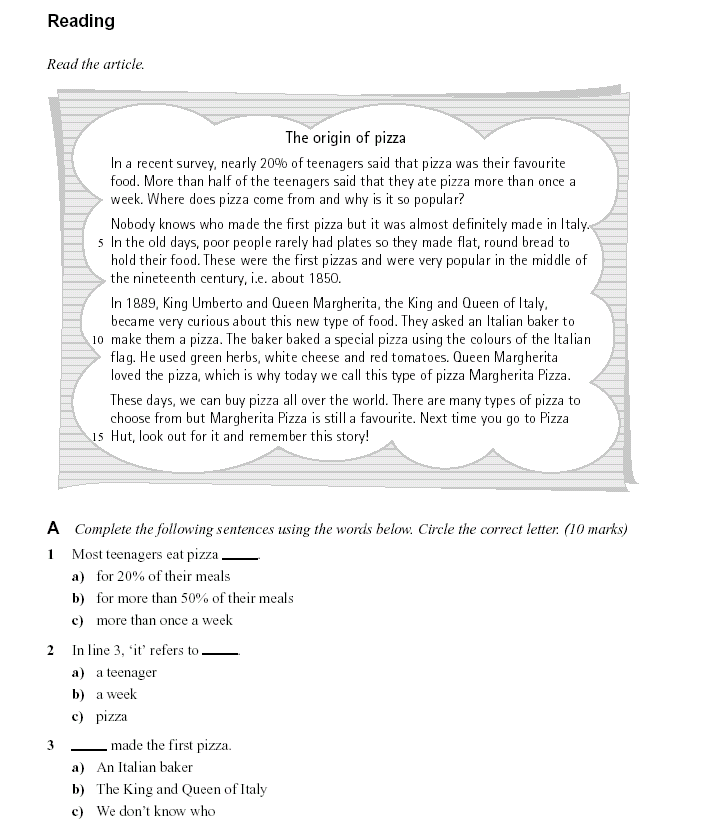 Reading
Read the article.
The origin of pizza
In a recent survey, nearly 20% of teenagers said that pizza was their favourite
food. More than half of the teenagers said that they ate pizza more than once a
week. Where does pizza come from and why is it so popular?
Nobody knows who made the first pizza but it was almost definitely made in Italy.
5 In the old days, poor people rarely had plates so they made flat, round bread to
hold their food. These were the first pizzas and were very popular in the middle of
the nineteenth century, i.e. about 1850.
In 1889, King Umberto and Queen Margherita, the King and Queen of Italy,
became very curious about this new type of food. They asked an Italian baker to
10 make them a pizza. The baker baked a special pizza using the colours of the Italian
flag. He used green herbs, white cheese and red tomatoes. Queen Margherita
loved the pizza, which is why today we call this type of pizza Margherita Pizza.
These days, we can buy pizza all over the world. There are many types of pizza to
choose from but Margherita Pizza is still a favourite. Next time you go to Pizza
15 Hut, look out for it and remember this story!
A Complete the following sentences using the words below. Circle the correct letter. (10 marks)
1 Most teenagers eat pizza _____.
a) for 20% of their meals
b) for more than 50% of their meals
c) more than once a week
2 In line 3, ‘it’ refers to _____.
a) a teenager
b) a week
c) pizza
3 _____ made the first pizza.
a) An Italian baker
b) The King and Queen of Italy
c) We don’t know who